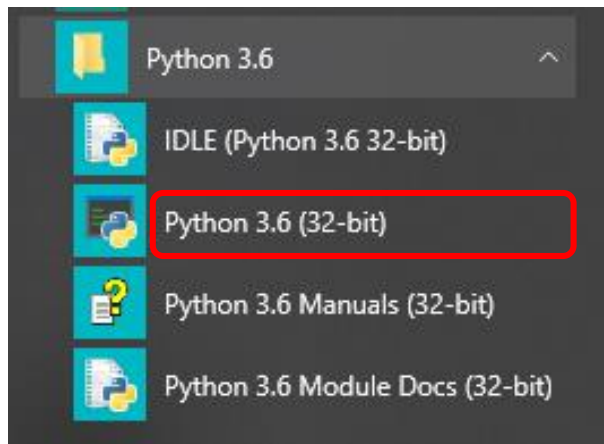 Python 3.6
IDLE (Python 3.6 32-bit)
Python 3.6 (32-bit)
Python 3.6 Manuals (32-bit)
Python 3.6 Module Docs (32-bit)